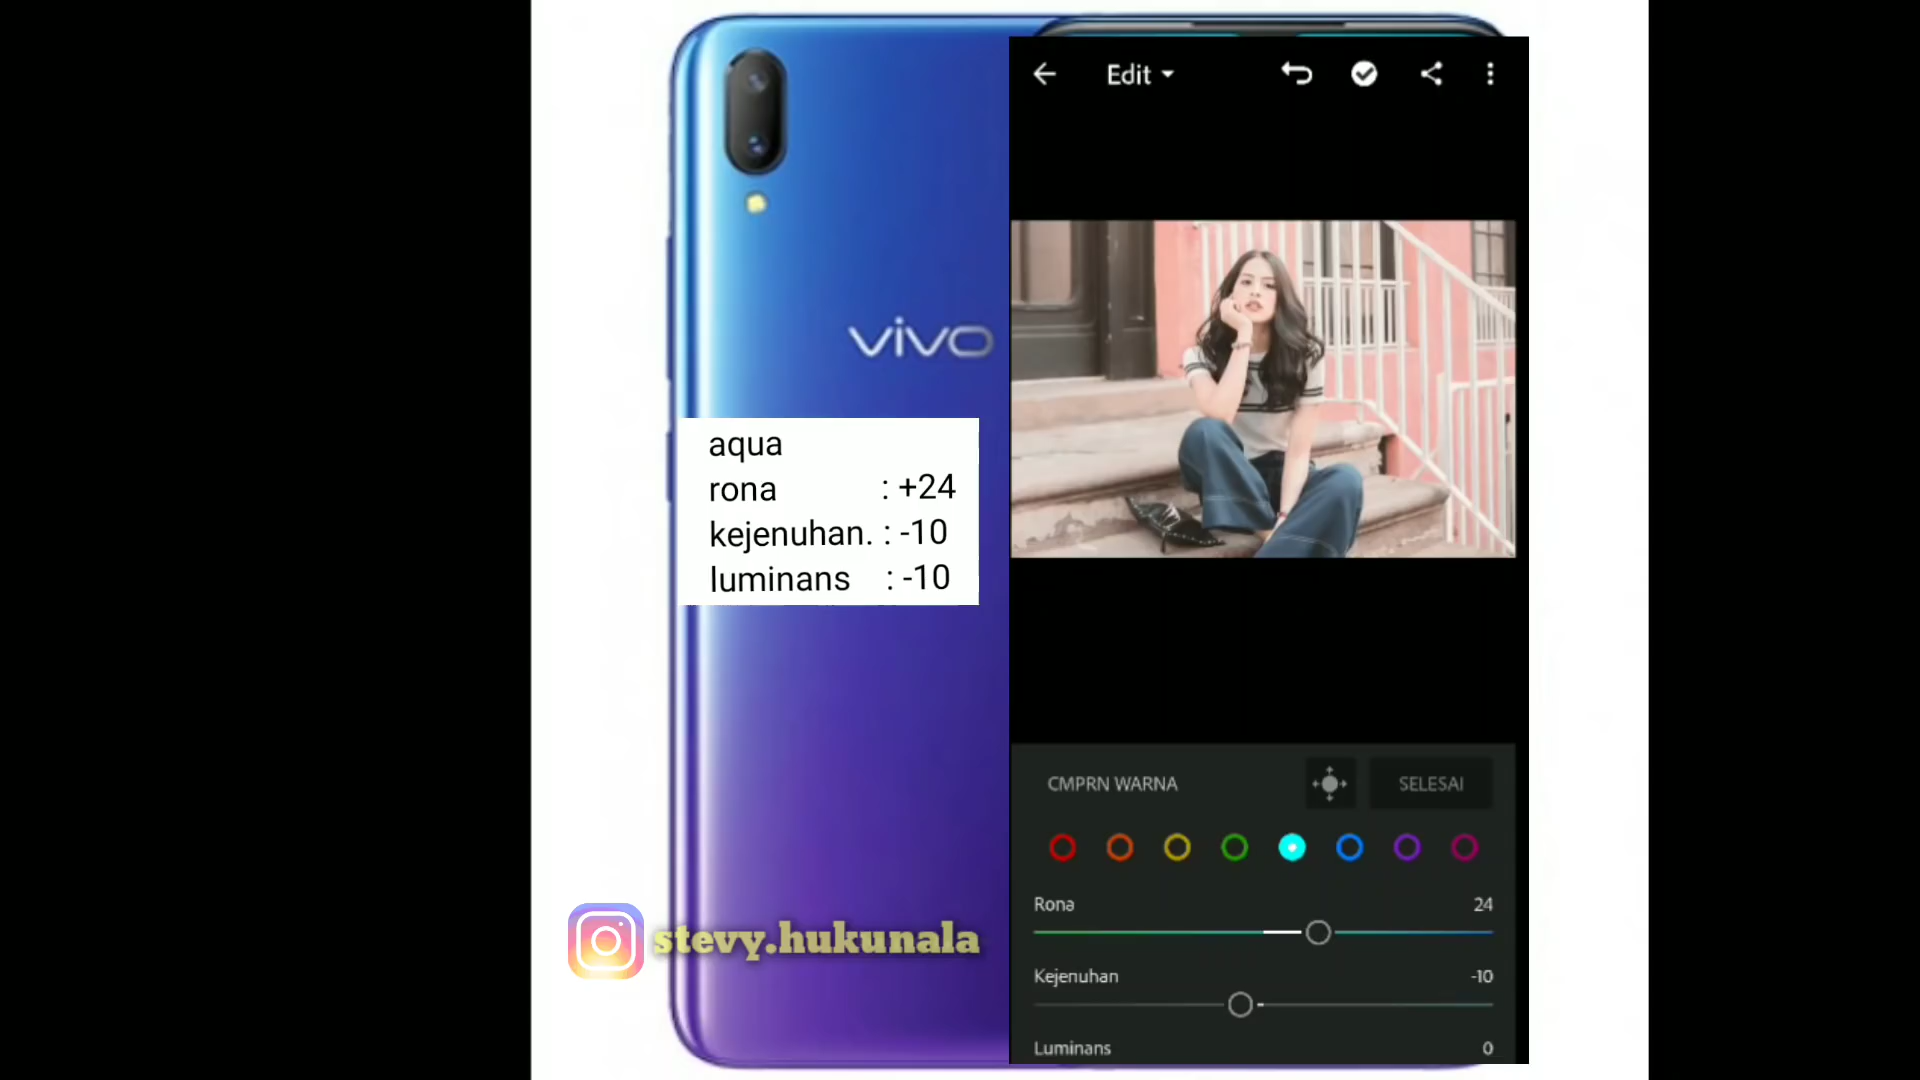 vivo
aqua
rona : +24
kejenuhan. : -10
luminans : -10
stevy.hukunala
Edit
CMPRN WARNA
SELESAI
Rona 24
Kejenuhan -10
Luminans 0